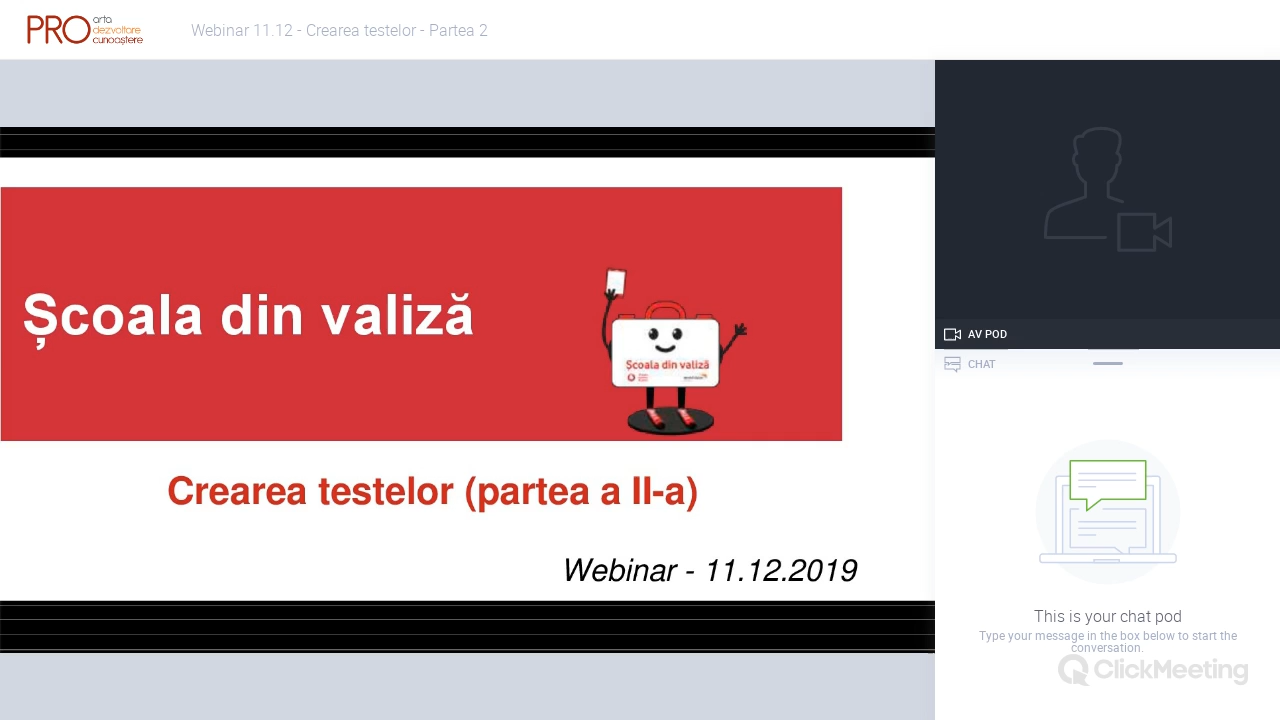 PRO
arta
dezvoltare
cunoaștere
Webinar 11.12 - Crearea testelor - Partea 2
Școala din valiză
Școala din valiză
Crearea testelor (partea a II-a)
Webinar - 11.12.2019
AV POD
CHAT
This is your chat pod
Type your message in the box below to start the
conversation.
ClickMeeting